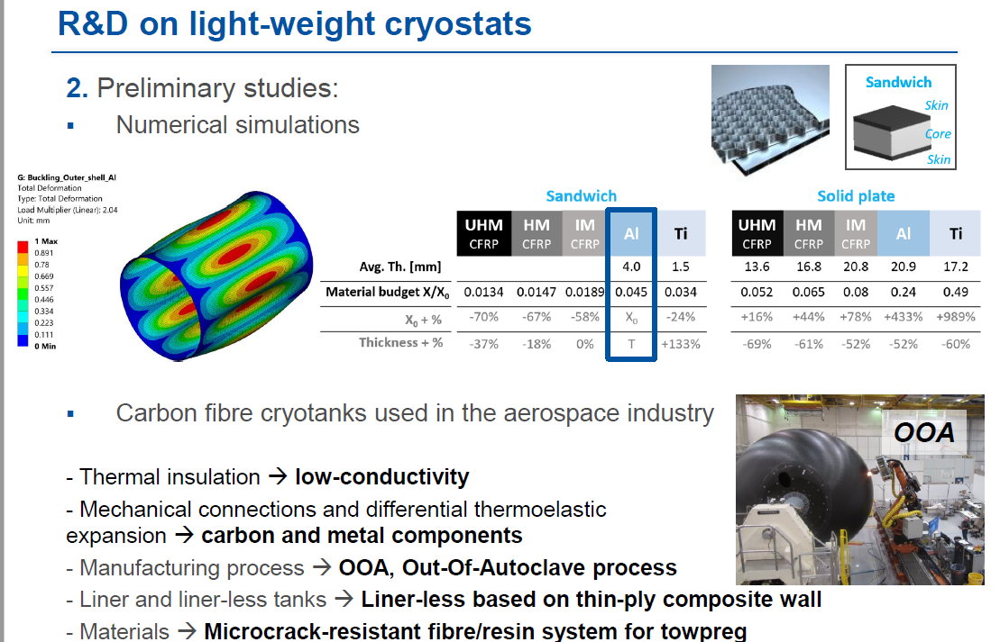 R&D on light-weight cryostats
2. Preliminary studies:
▪ Numerical simulations
Sandwich
Skin
Core
Skin
G: Buckling_Outer_shell_Al
Total Deformation
Type: Total Deformation
Load Multiplier (Linear): 2.04
Unit: mm
1 Max
0.891
0.78
0.669
0.557
0.446
0.334
0.223
0.111
0 Min
Sandwich Solid plate
UHM HM IM Al Ti UHM HM IM Al Ti
CFRP CFRP CFRP CFRP CFRP CFRP
Avg. Th. [mm] 4.0 1.5 13.6 16.8 20.8 20.9 17.2
Material budget X/X₀ 0.0134 0.0147 0.0189 0.045 0.034 0.052 0.065 0.08 0.24 0.49
X₀ + % -70% -67% -58% X₀ -24% +16% +44% +78% +433% +989%
Thickness + % -37% -18% 0% T +133% -69% -61% -52% -52% -60%
▪ Carbon fibre cryotanks used in the aerospace industry
OOA
- Thermal insulation → low-conductivity
- Mechanical connections and differential thermoelastic
expansion → carbon and metal components
- Manufacturing process → OOA, Out-Of-Autoclave process
- Liner and liner-less tanks → Liner-less based on thin-ply composite wall
- Materials → Microcrack-resistant fibre/resin system for towpreg